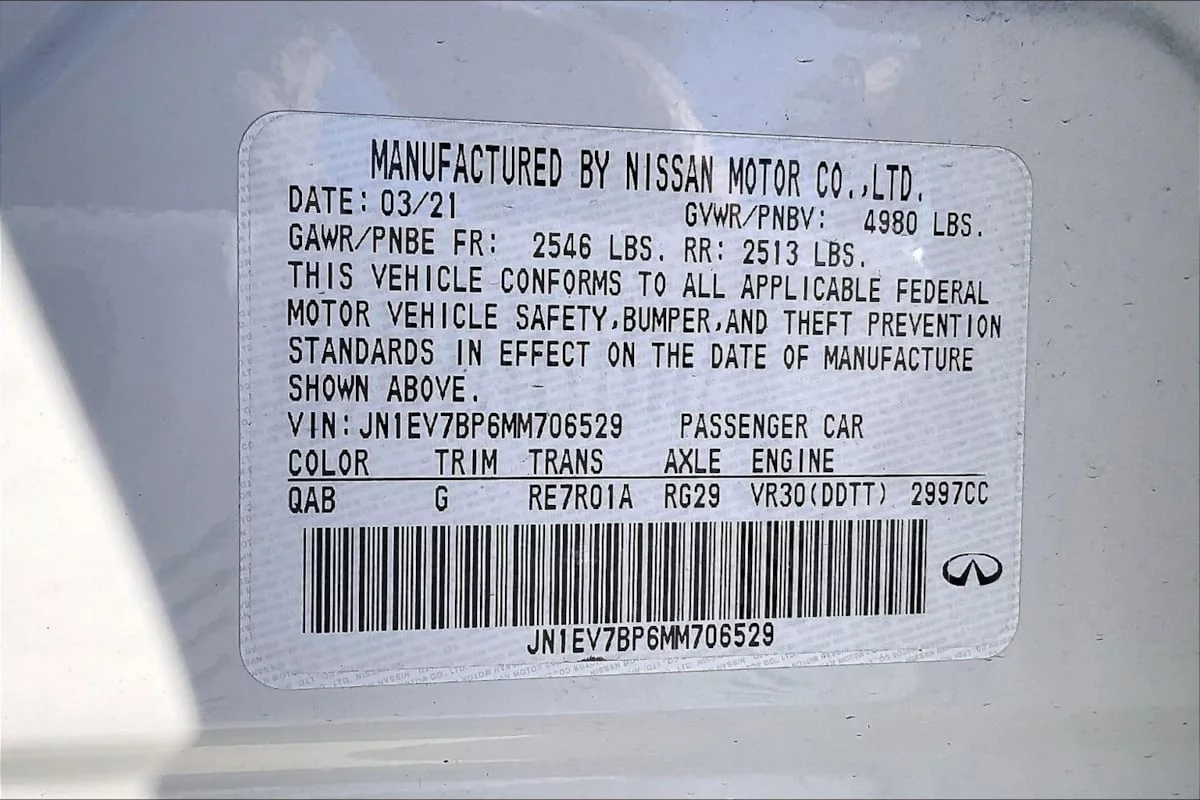 MANUFACTURED BY NISSAN MOTOR CO.,LTD.
DATE: 03/21 GVWR/PNBV: 4980 LBS.
GAWR/PNBE FR: 2546 LBS. RR: 2513 LBS.
THIS VEHICLE CONFORMS TO ALL APPLICABLE FEDERAL
MOTOR VEHICLE SAFETY,BUMPER,AND THEFT PREVENTION
STANDARDS IN EFFECT ON THE DATE OF MANUFACTURE
SHOWN ABOVE.
VIN:JN1EV7BP6MM706529 PASSENGER CAR
COLOR TRIM TRANS AXLE ENGINE
QAB G RE7R01A RG29 VR30(DDTT) 2997CC
JN1EV7BP6MM706529